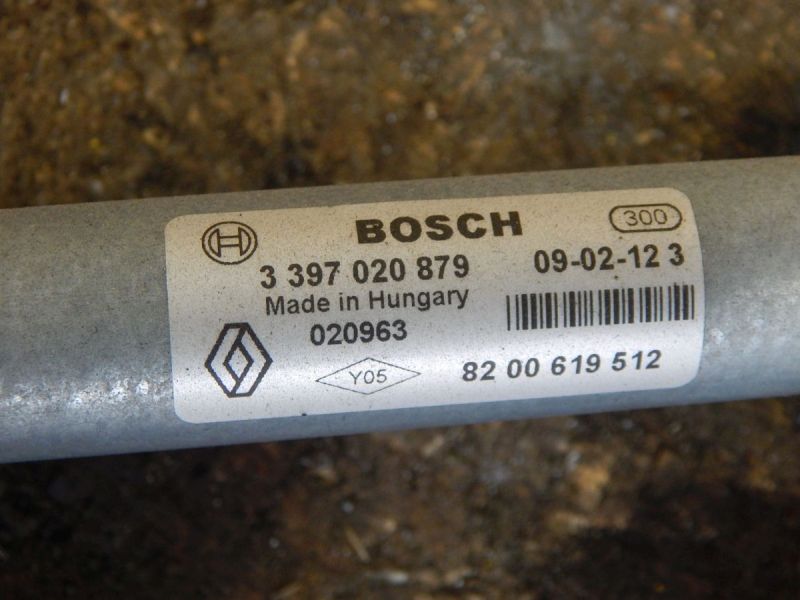 BOSCH 300
3 397 020 879 09-02-12 3
Made in Hungary
020963
Y05 82 00 619 512